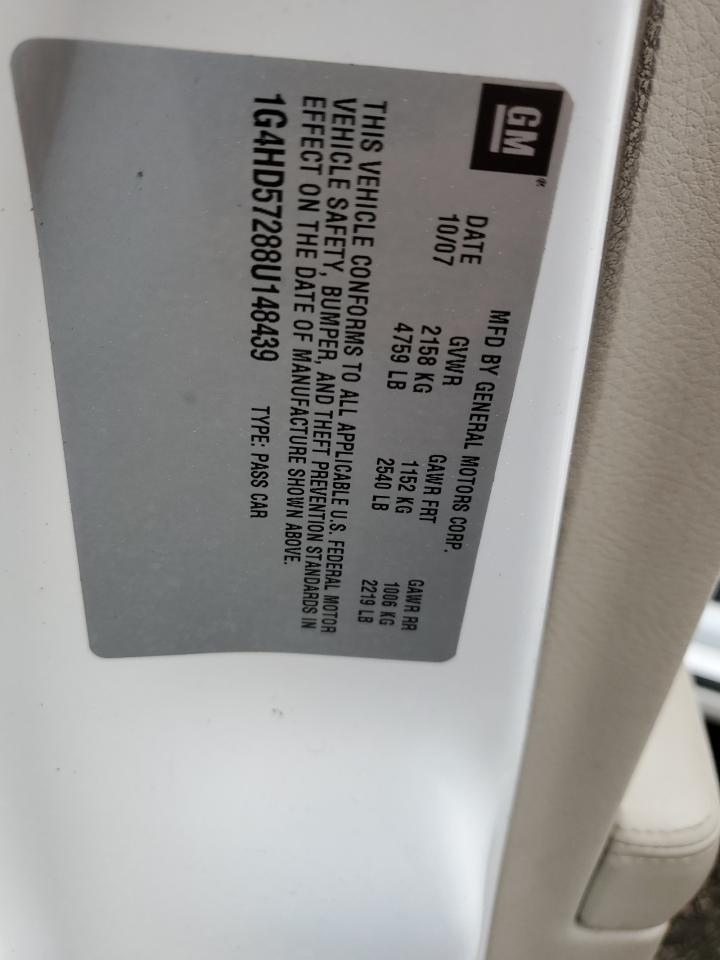 GM®
MFD BY GENERAL MOTORS CORP.
DATE GVWR GAWR FRT GAWR RR
10/07 2158 KG 1152 KG 1006 KG
4759 LB 2540 LB 2219 LB
THIS VEHICLE CONFORMS TO ALL APPLICABLE U.S. FEDERAL MOTOR
VEHICLE SAFETY, BUMPER, AND THEFT PREVENTION STANDARDS IN
EFFECT ON THE DATE OF MANUFACTURE SHOWN ABOVE.
1G4HD57288U148439 TYPE: PASS CAR